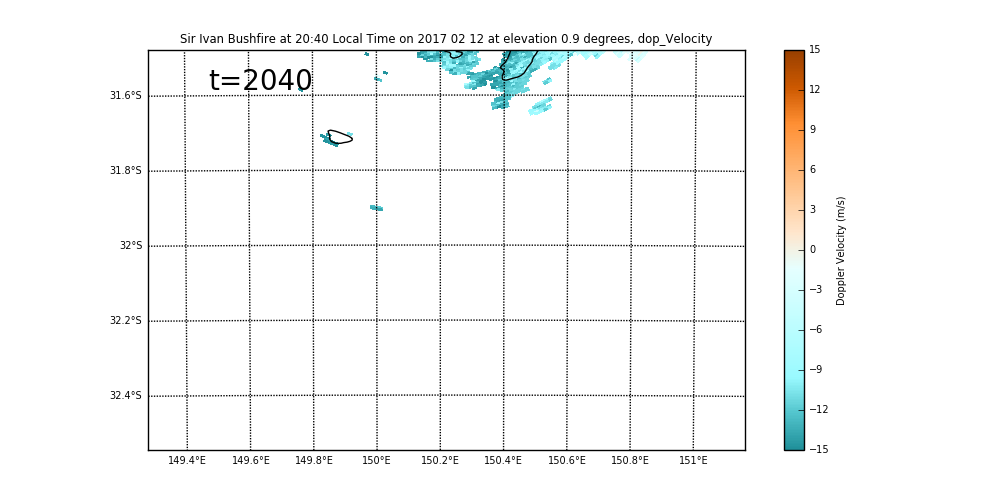 Sir Ivan Bushfire at 20:40 Local Time on 2017 02 12 at elevation 0.9 degrees, dop_Velocity
t=2040
31.6°S
31.8°S
32°S
32.2°S
32.4°S
149.4°E 149.6°E 149.8°E 150°E 150.2°E 150.4°E 150.6°E 150.8°E 151°E
15
12
9
6
3
0
−3
−6
−9
−12
−15
Doppler Velocity (m/s)